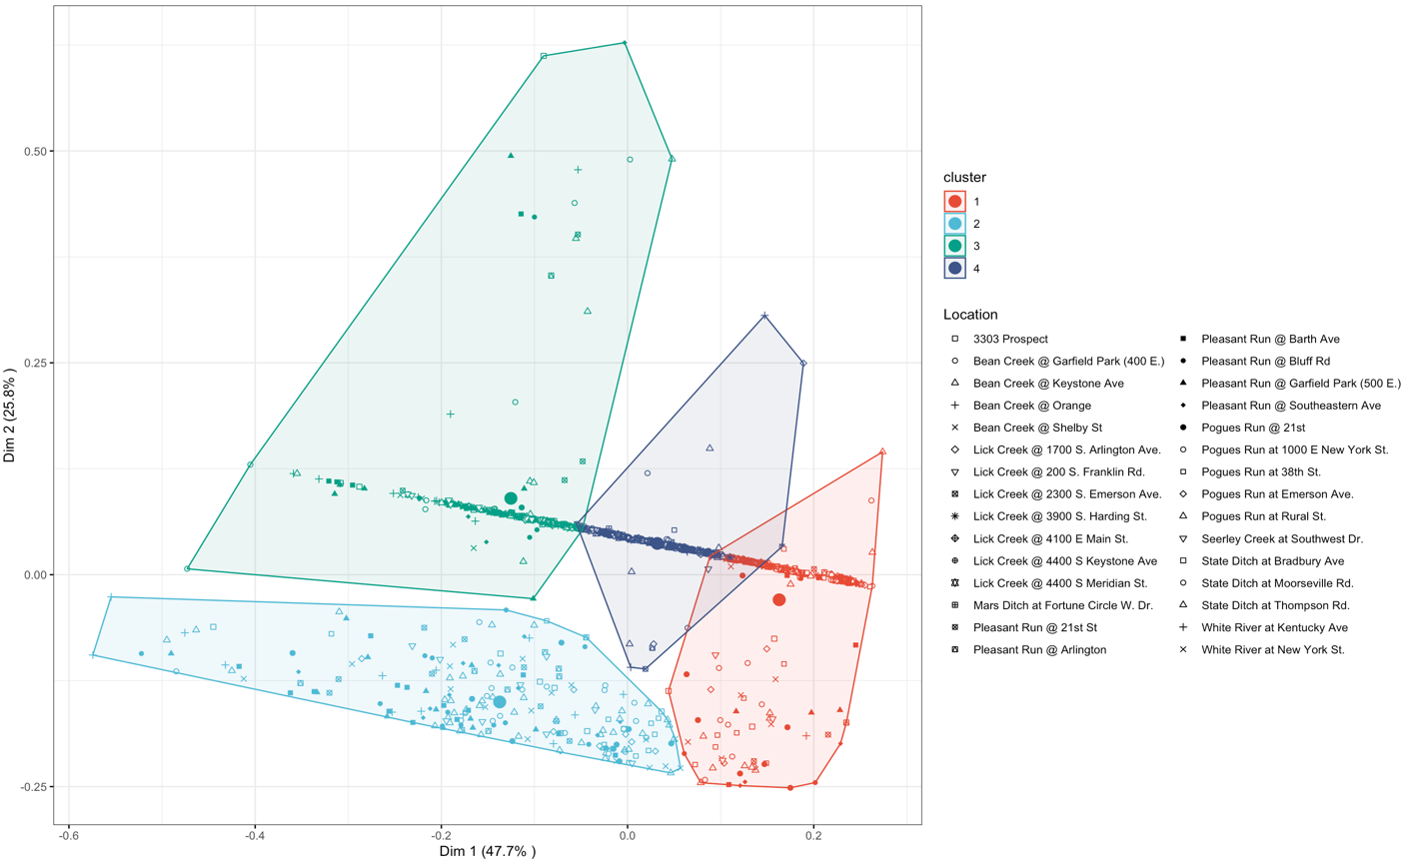 0.50
0.25
0.00
-0.25
Dim 2 (25.8% )
-0.6
-0.4
-0.2
0.0
0.2
Dim 1 (47.7% )
cluster
1
2
3
4
Location
3303 Prospect
Bean Creek @ Garfield Park (400 E.)
Bean Creek @ Keystone Ave
Bean Creek @ Orange
Bean Creek @ Shelby St
Lick Creek @ 1700 S. Arlington Ave.
Lick Creek @ 200 S. Franklin Rd.
Lick Creek @ 2300 S. Emerson Ave.
Lick Creek @ 3900 S. Harding St.
Lick Creek @ 4100 E Main St.
Lick Creek @ 4400 S Keystone Ave
Lick Creek @ 4400 S Meridian St.
Mars Ditch at Fortune Circle W. Dr.
Pleasant Run @ 21st St
Pleasant Run @ Arlington
Pleasant Run @ Barth Ave
Pleasant Run @ Bluff Rd
Pleasant Run @ Garfield Park (500 E.)
Pleasant Run @ Southeastern Ave
Pogues Run @ 21st
Pogues Run at 1000 E New York St.
Pogues Run at 38th St.
Pogues Run at Emerson Ave.
Pogues Run at Rural St.
Seerley Creek at Southwest Dr.
State Ditch at Bradbury Ave
State Ditch at Moorseville Rd.
State Ditch at Thompson Rd.
White River at Kentucky Ave
White River at New York St.